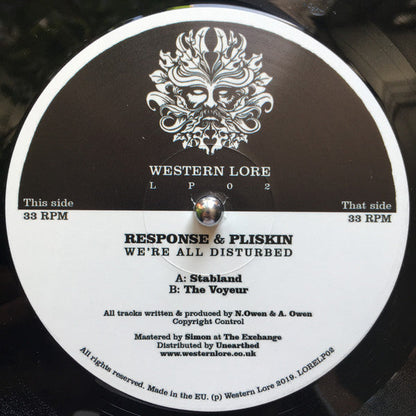 WESTERN LORE
LP02
This side
33 RPM
That side
33 RPM
RESPONSE & PLISKIN
WE'RE ALL DISTURBED
A: Stabland
B: The Voyeur
All tracks written & produced by N.Owen & A. Owen
Copyright Control
Mastered by Simon at The Exchange
Distributed by Unearthed
www.westernlore.co.uk
All rights reserved. Made in the EU. (p) Western Lore 2019. LORELP02